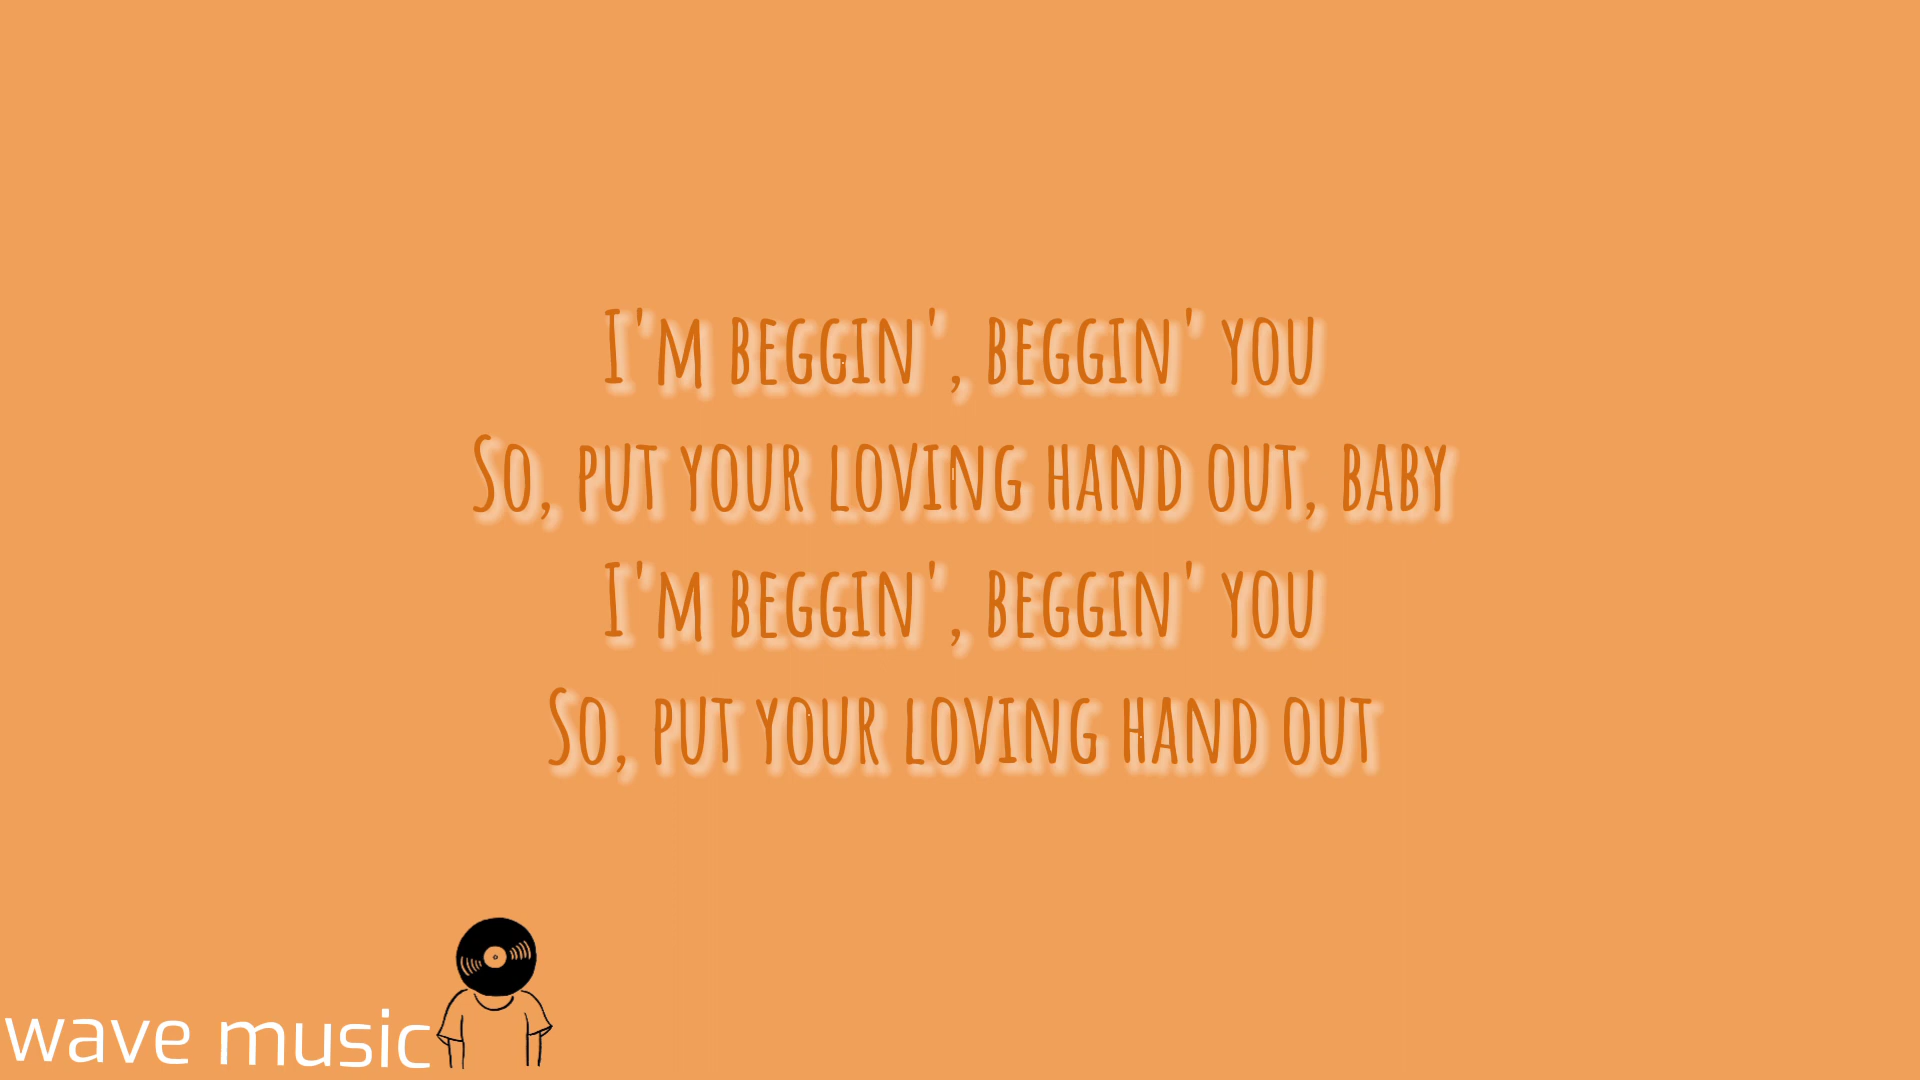 I'm beggin', beggin' you
So, put your loving hand out, baby
I'm beggin', beggin' you
So, put your loving hand out
wave music